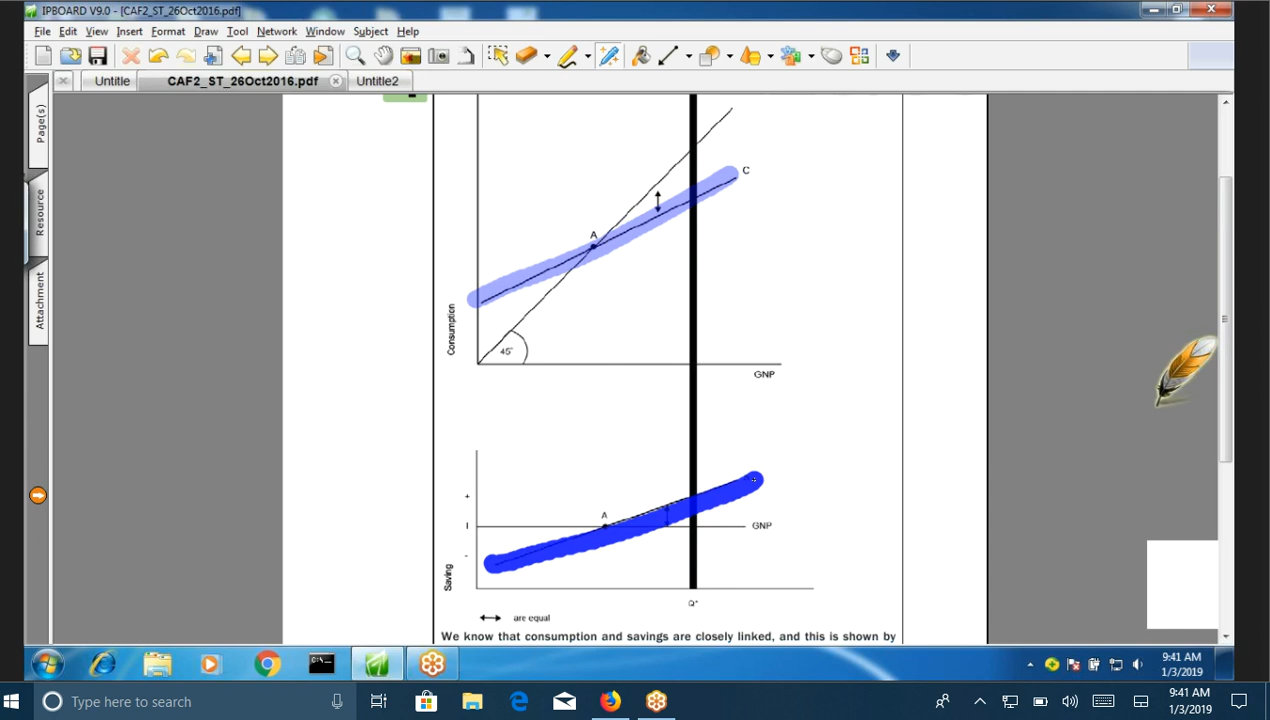 IPBOARD V9.0 - [CAF2_ST_26Oct2016.pdf]
File Edit View Insert Format Draw Tool Network Window Subject Help
Untitle CAF2_ST_26Oct2016.pdf Untitle2
Page(s)
Resource
Attachment
C
A
Consumption
45°
GNP
+
A
I
GNP
-
Saving
Q*
are equal
We know that consumption and savings are closely linked, and this is shown by
9:41 AM
1/3/2019
Type here to search
9:41 AM
1/3/2019